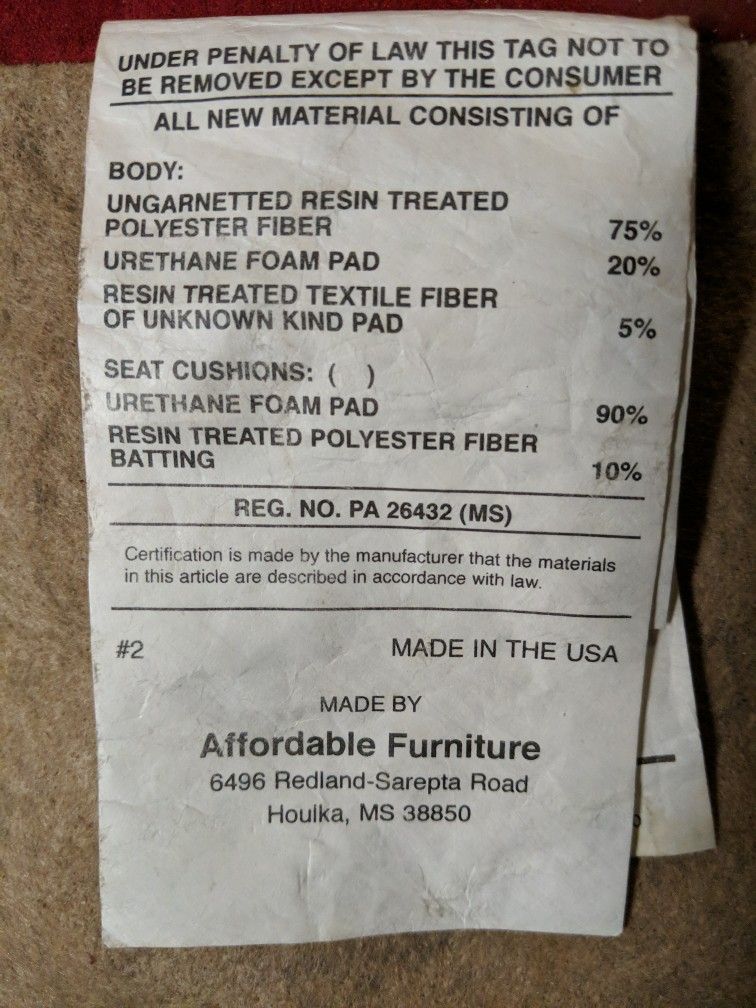 UNDER PENALTY OF LAW THIS TAG NOT TO
BE REMOVED EXCEPT BY THE CONSUMER
ALL NEW MATERIAL CONSISTING OF
BODY:
UNGARNETTED RESIN TREATED
POLYESTER FIBER 75%
URETHANE FOAM PAD 20%
RESIN TREATED TEXTILE FIBER
OF UNKNOWN KIND PAD 5%
SEAT CUSHIONS: ( )
URETHANE FOAM PAD 90%
RESIN TREATED POLYESTER FIBER
BATTING 10%
REG. NO. PA 26432 (MS)
Certification is made by the manufacturer that the materials
in this article are described in accordance with law.
#2 MADE IN THE USA
MADE BY
Affordable Furniture
6496 Redland-Sarepta Road
Houlka, MS 38850